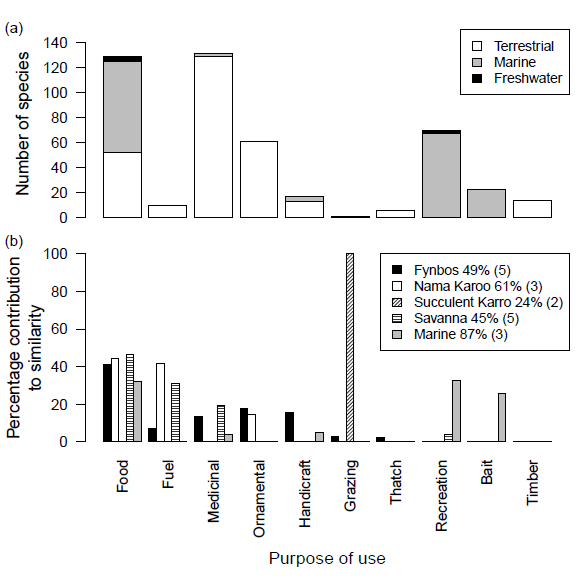 (a)
Number of species
140
120
100
80
60
40
20
0
Terrestrial
Marine
Freshwater
(b)
Percentage contribution
to similarity
100
80
60
40
20
0
Fynbos 49% (5)
Nama Karoo 61% (3)
Succulent Karro 24% (2)
Savanna 45% (5)
Marine 87% (3)
Food
Fuel
Medicinal
Ornamental
Handicraft
Grazing
Thatch
Recreation
Bait
Timber
Purpose of use